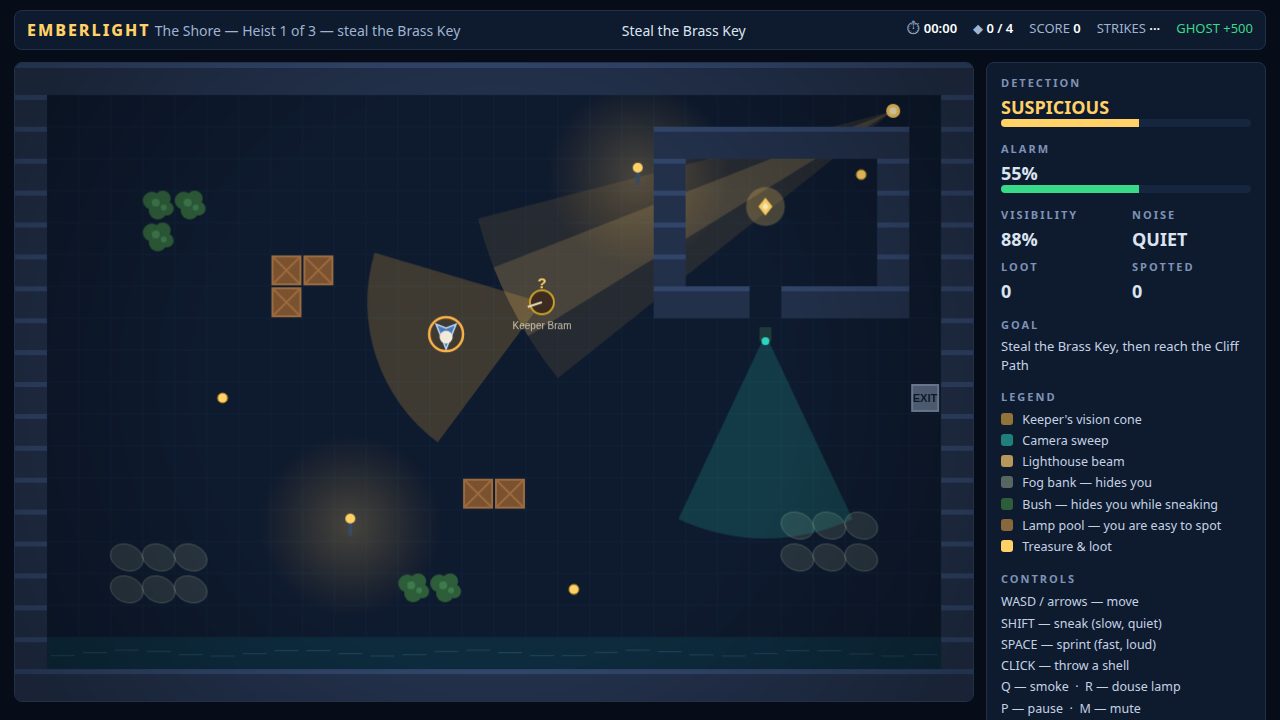 EMBERLIGHT The Shore — Heist 1 of 3 — steal the Brass Key
Steal the Brass Key
⏱ 00:00 ◆ 0 / 4 SCORE 0 STRIKES ··· GHOST +500
?
Keeper Bram
EXIT
DETECTION
SUSPICIOUS
ALARM
55%
VISIBILITY NOISE
88% QUIET
LOOT SPOTTED
0 0
GOAL
Steal the Brass Key, then reach the Cliff
Path
LEGEND
Keeper's vision cone
Camera sweep
Lighthouse beam
Fog bank — hides you
Bush — hides you while sneaking
Lamp pool — you are easy to spot
Treasure & loot
CONTROLS
WASD / arrows — move
SHIFT — sneak (slow, quiet)
SPACE — sprint (fast, loud)
CLICK — throw a shell
Q — smoke · R — douse lamp
P — pause · M — mute